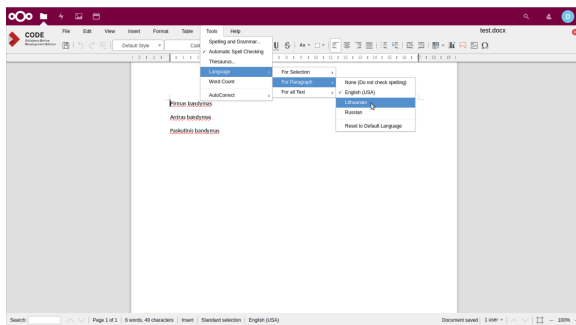 test.docx
D
CODE
Collabora Online
Development Edition
File Edit View Insert Format Table Tools Help
Default Style
Spelling and Grammar...
✓ Automatic Spell Checking
Thesaurus...
Language
Word Count
AutoCorrect
For Selection
For Paragraph
For all Text
None (Do not check spelling)
✓ English (USA)
Lithuanian
Russian
Reset to Default Language
Pirmas bandymas
Antras bandymas
Paskutinis bandymas
Search: Page 1 of 1 6 words, 49 characters Insert Standard selection English (USA) Document saved 1 user 100%